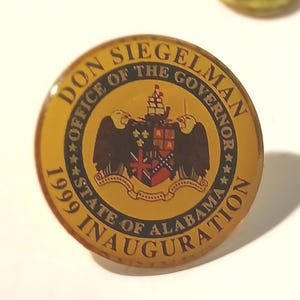 DON SIEGELMAN
OFFICE OF THE GOVERNOR
STATE OF ALABAMA
1999 INAUGURATION